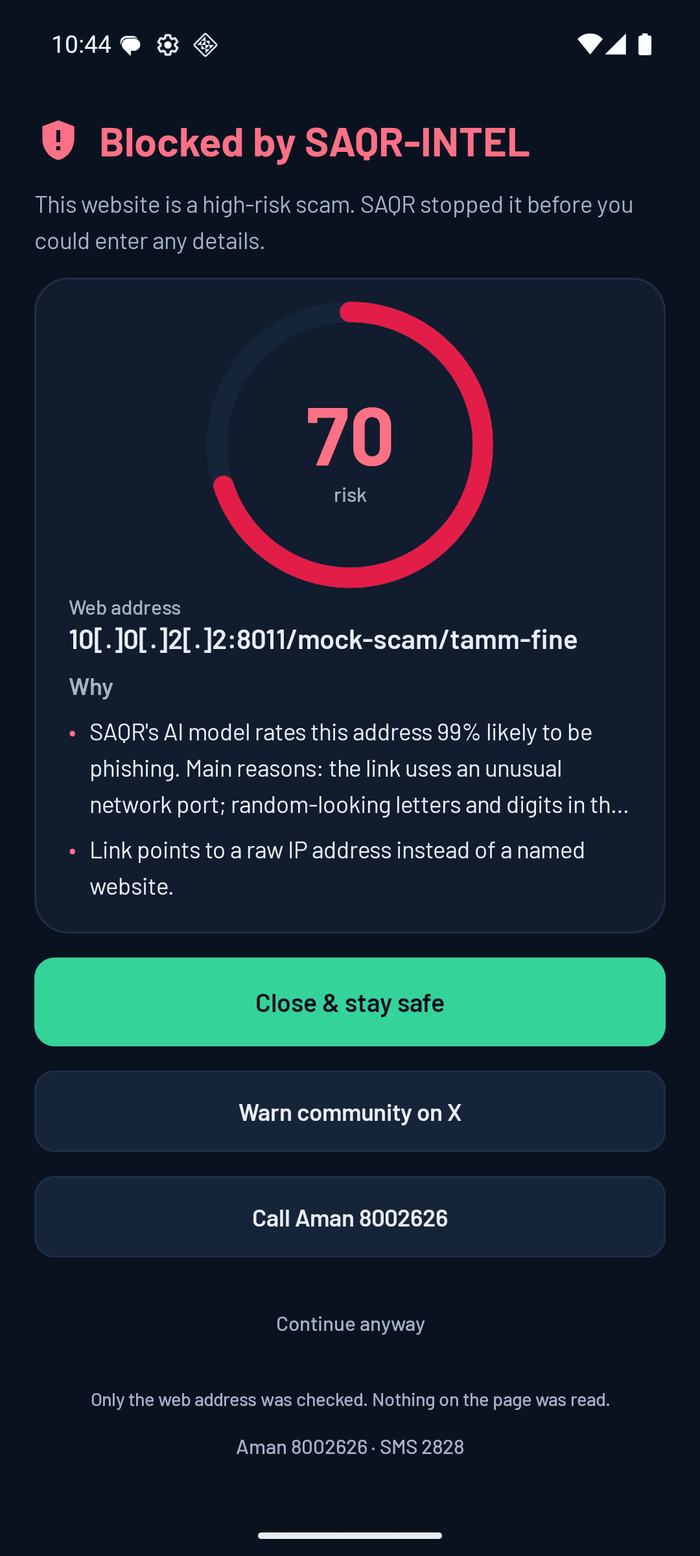 10:44
Blocked by SAQR-INTEL
This website is a high-risk scam. SAQR stopped it before you
could enter any details.
70
risk
Web address
10[.]0[.]2[.]2:8011/mock-scam/tamm-fine
Why
• SAQR's AI model rates this address 99% likely to be
phishing. Main reasons: the link uses an unusual
network port; random-looking letters and digits in th...
• Link points to a raw IP address instead of a named
website.
Close & stay safe
Warn community on X
Call Aman 8002626
Continue anyway
Only the web address was checked. Nothing on the page was read.
Aman 8002626 · SMS 2828